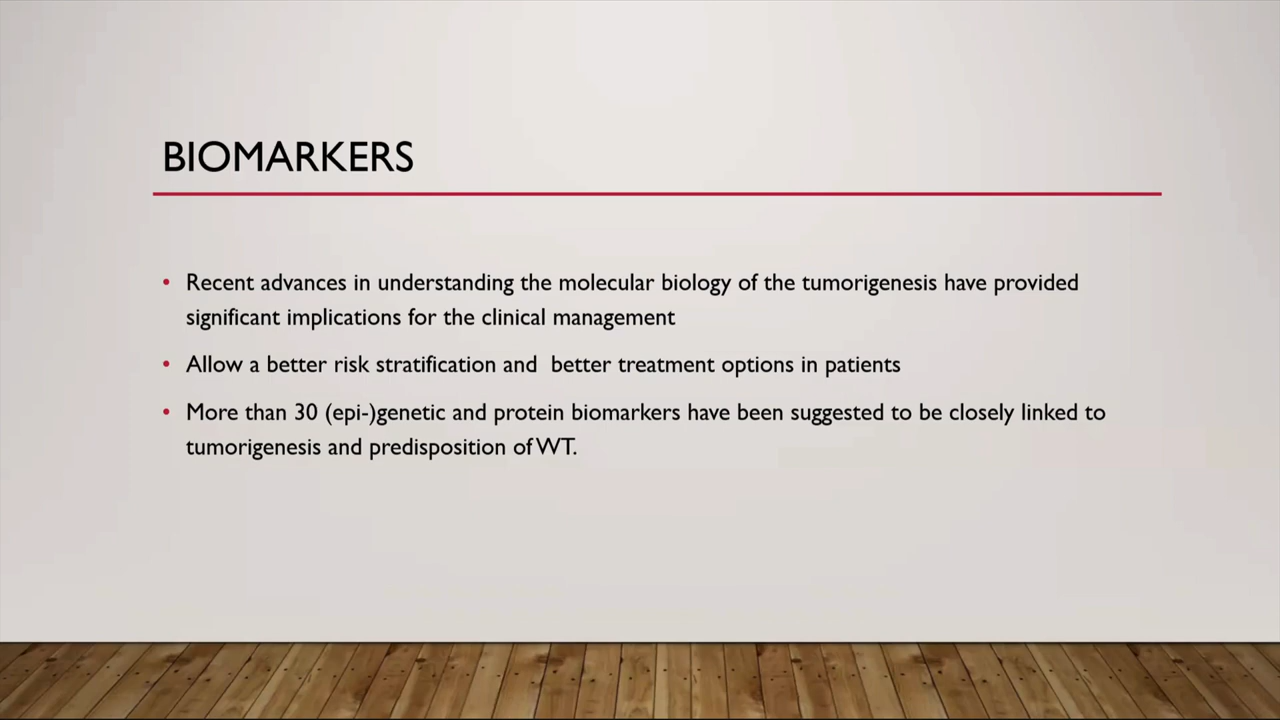 BIOMARKERS
• Recent advances in understanding the molecular biology of the tumorigenesis have provided
significant implications for the clinical management
• Allow a better risk stratification and  better treatment options in patients
• More than 30 (epi-)genetic and protein biomarkers have been suggested to be closely linked to
tumorigenesis and predisposition of WT.